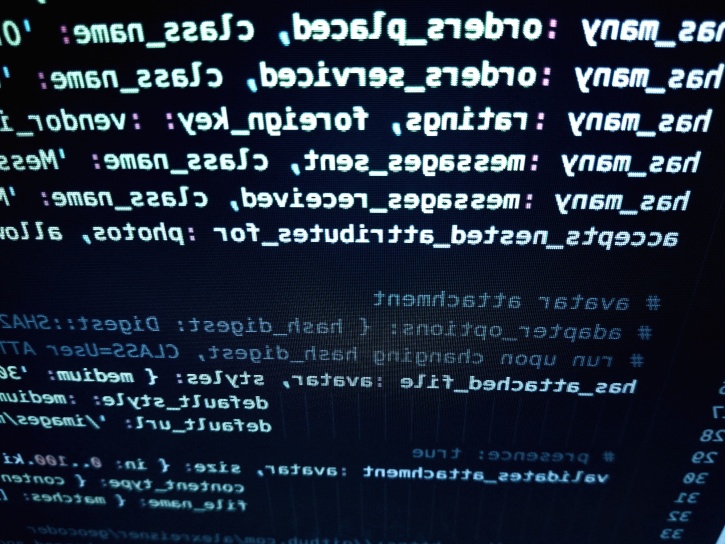 has_many :orders_placed, class_name: 'Or
has_many :orders_serviced, class_name: '
has_many :ratings, foreign_key: :vendor_i
has_many :messages_sent, class_name: 'Mess
has_many :messages_received, class_name: 'M
accepts_nested_attributes_for :photos, allow
# avatar attachment
# adapter_options: { hash_digest: Digest::SHA2
# run upon changing hash_digest, CLASS=User ATT
has_attached_file :avatar, styles: { medium: '30
27 default_style: :medium
28 default_url: '/images/m
29 # presence: true
30 validates_attachment :avatar, size: { in: 0..100.ki
31 content_type: { conten
32 file_name: { matches: [
33